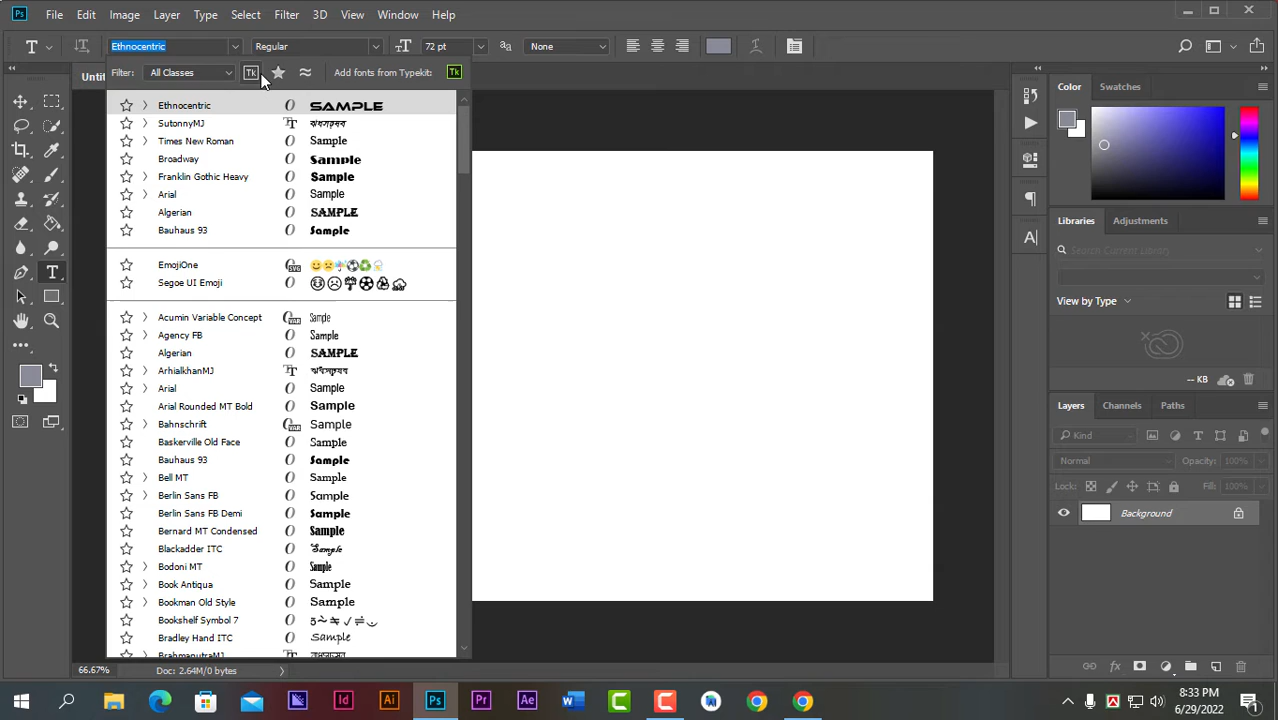 Ps File Edit Image Layer Type Select Filter 3D View Window Help
T Ethnocentric Regular 72 pt None
Filter: All Classes Tk Add fonts from Typekit: Tk
Ethnocentric SAMPLE
SutonnyMJ
Times New Roman Sample
Broadway Sample
Franklin Gothic Heavy Sample
Arial Sample
Algerian SAMPLE
Bauhaus 93 Sample
EmojiOne
Segoe UI Emoji
Acumin Variable Concept Sample
Agency FB Sample
Algerian SAMPLE
ArhialkhanMJ
Arial Sample
Arial Rounded MT Bold Sample
Bahnschrift Sample
Baskerville Old Face Sample
Bauhaus 93 Sample
Bell MT Sample
Berlin Sans FB Sample
Berlin Sans FB Demi Sample
Bernard MT Condensed Sample
Blackadder ITC Sample
Bodoni MT Sample
Book Antiqua Sample
Bookman Old Style Sample
Bookshelf Symbol 7
Bradley Hand ITC Sample
BrahmaputraMJ
Unti
66.67% Doc: 2.64M/0 bytes
Color Swatches
Libraries Adjustments
Search Current Library
View by Type
-- KB
Layers Channels Paths
Kind
Normal Opacity: 100%
Lock: Fill: 100%
Background
Id Ai Ps Pr Ae
8:33 PM
6/29/2022